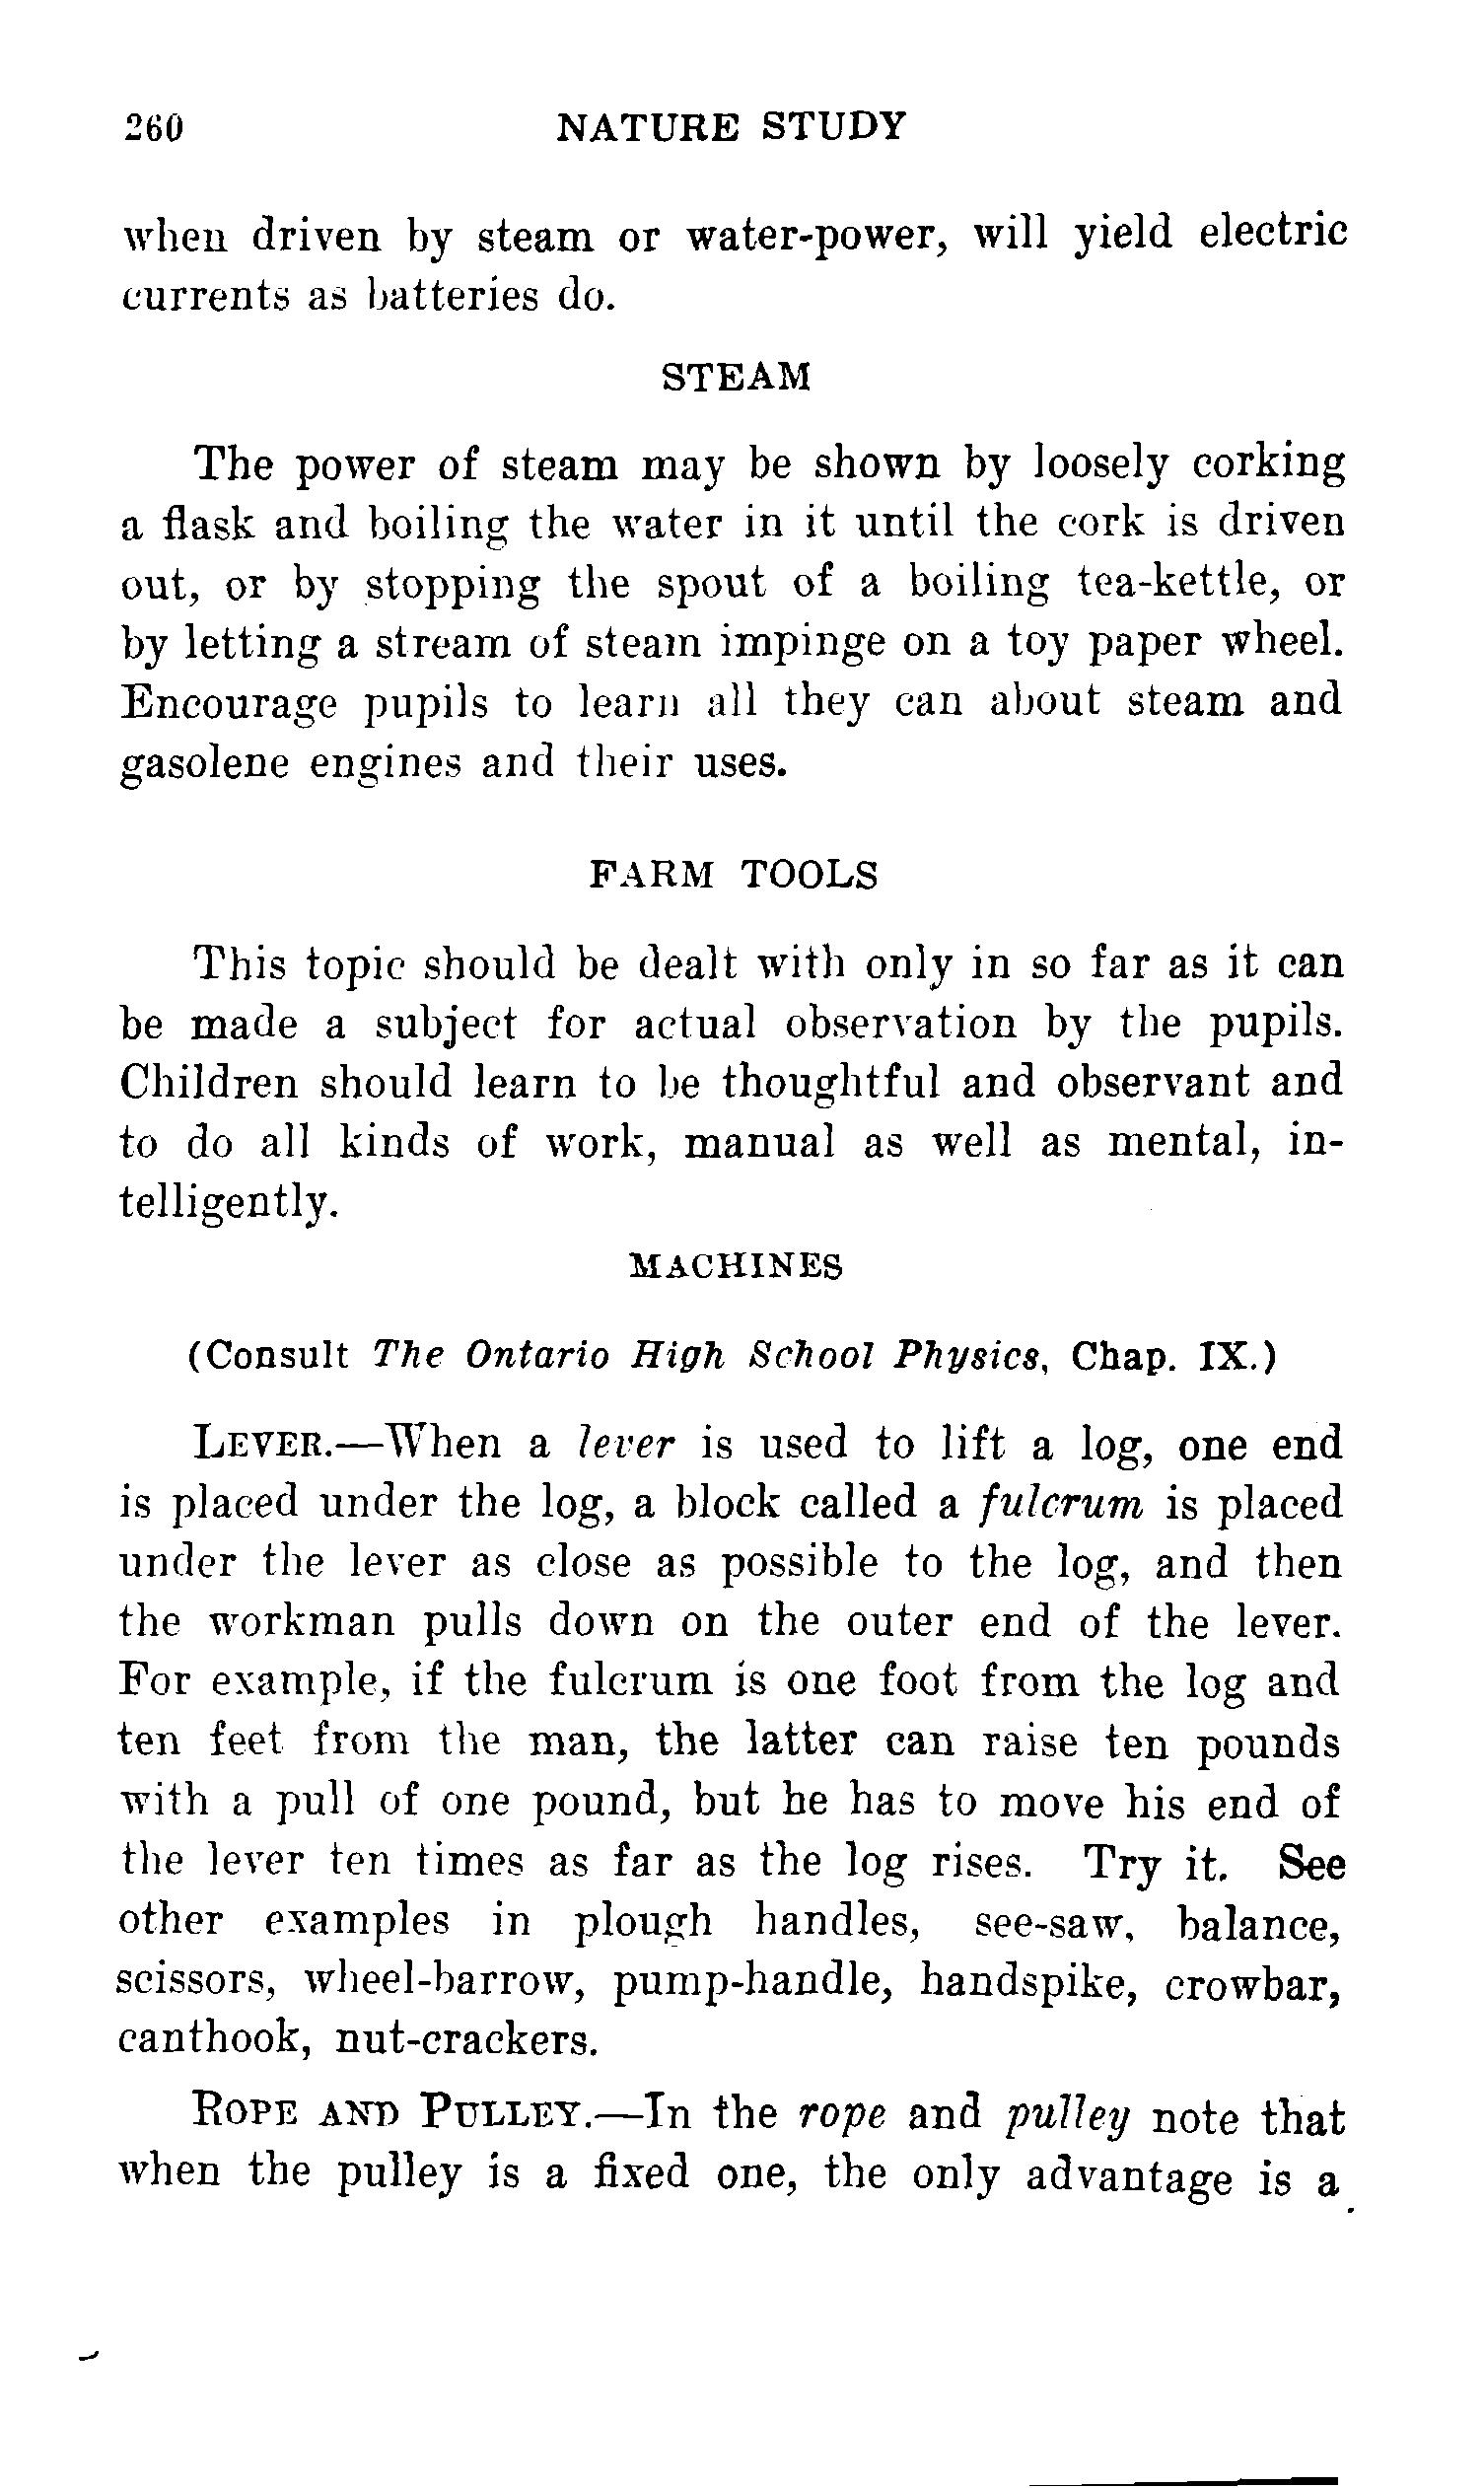 260 NATURE STUDY
when driven by steam or water-power, will yield electric
currents as batteries do.
STEAM
The power of steam may be shown by loosely corking
a flask and boiling the water in it until the cork is driven
out, or by stopping the spout of a boiling tea-kettle, or
by letting a stream of steam impinge on a toy paper wheel.
Encourage pupils to learn all they can about steam and
gasolene engines and their uses.
FARM TOOLS
This topic should be dealt with only in so far as it can
be made a subject for actual observation by the pupils.
Children should learn to be thoughtful and observant and
to do all kinds of work, manual as well as mental, in-
telligently.
MACHINES
(Consult The Ontario High School Physics, Chap. IX.)
LEVER.—When a lever is used to lift a log, one end
is placed under the log, a block called a fulcrum is placed
under the lever as close as possible to the log, and then
the workman pulls down on the outer end of the lever.
For example, if the fulcrum is one foot from the log and
ten feet from the man, the latter can raise ten pounds
with a pull of one pound, but he has to move his end of
the lever ten times as far as the log rises. Try it. See
other examples in plough handles, see-saw, balance,
scissors, wheel-barrow, pump-handle, handspike, crowbar,
canthook, nut-crackers.
ROPE AND PULLEY.—In the rope and pulley note that
when the pulley is a fixed one, the only advantage is a